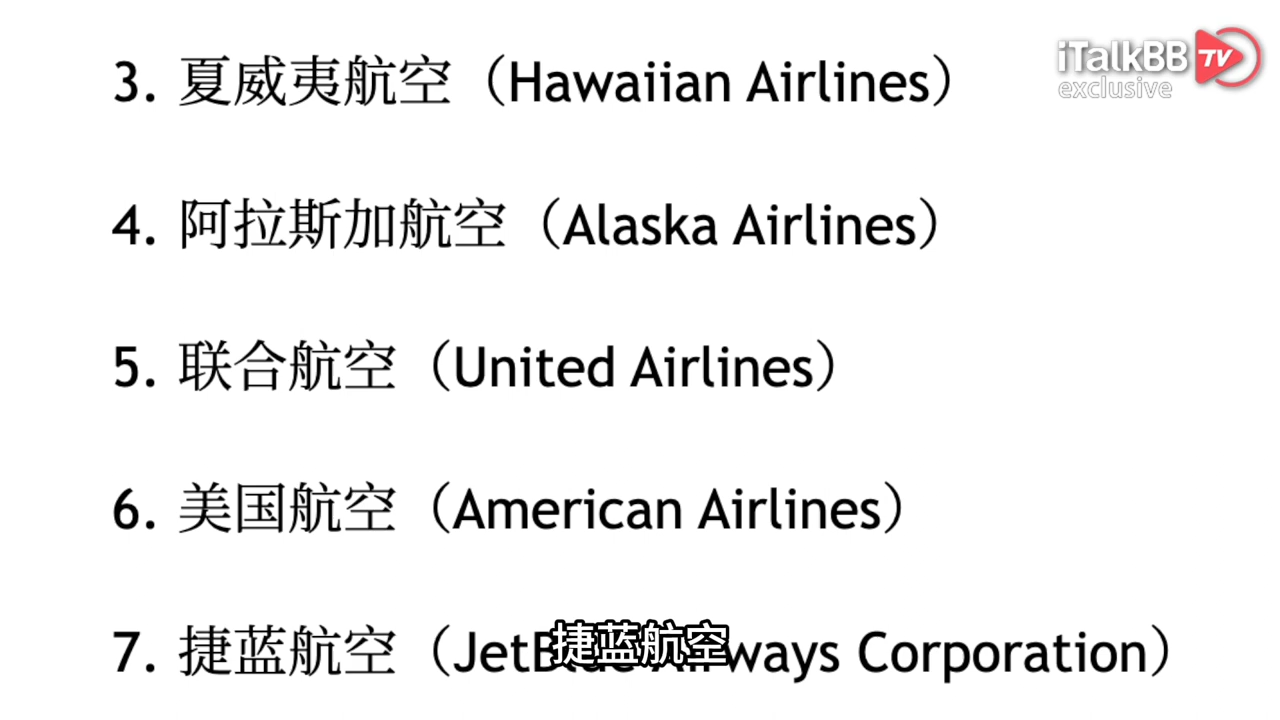 iTalkBB TV
exclusive
3. 夏威夷航空（Hawaiian Airlines）
4. 阿拉斯加航空（Alaska Airlines）
5. 联合航空（United Airlines）
6. 美国航空（American Airlines）
7. 捷蓝航空（JetBlue Airways Corporation）
捷蓝航空